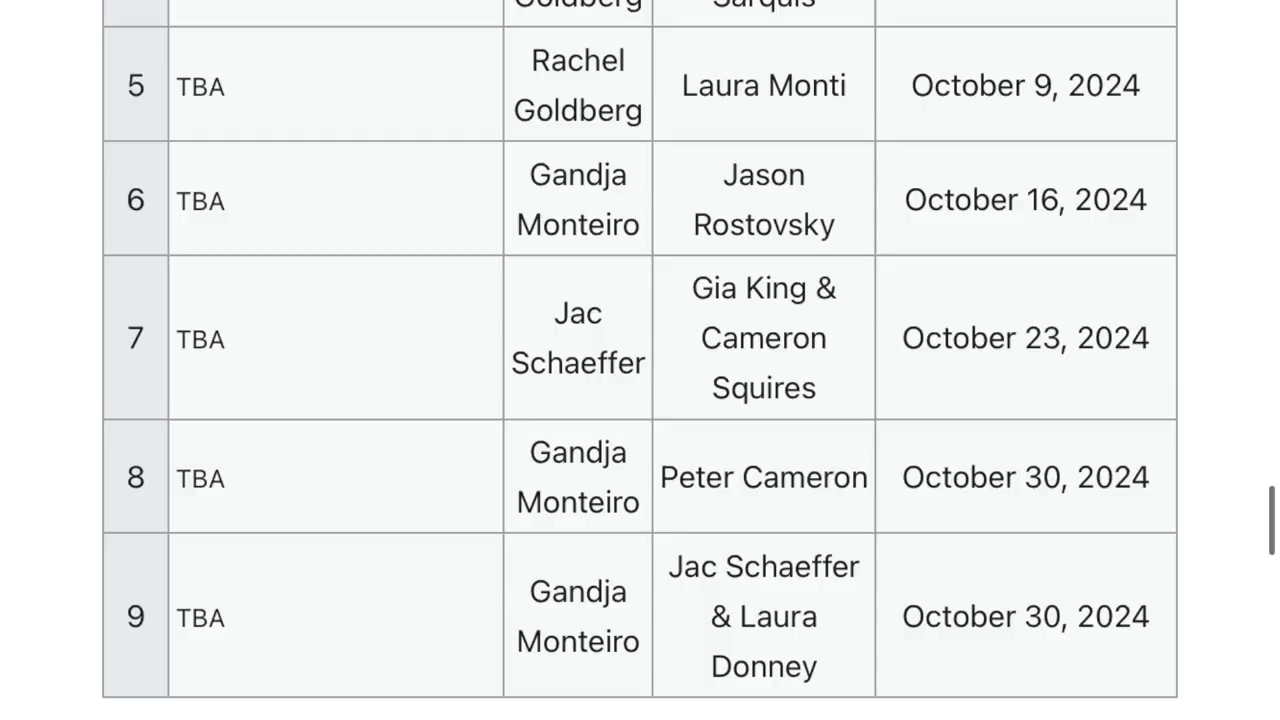 Goldberg Sarquis
5 TBA Rachel Goldberg Laura Monti October 9, 2024
6 TBA Gandja Monteiro Jason Rostovsky October 16, 2024
7 TBA Jac Schaeffer Gia King & Cameron Squires October 23, 2024
8 TBA Gandja Monteiro Peter Cameron October 30, 2024
9 TBA Gandja Monteiro Jac Schaeffer & Laura Donney October 30, 2024